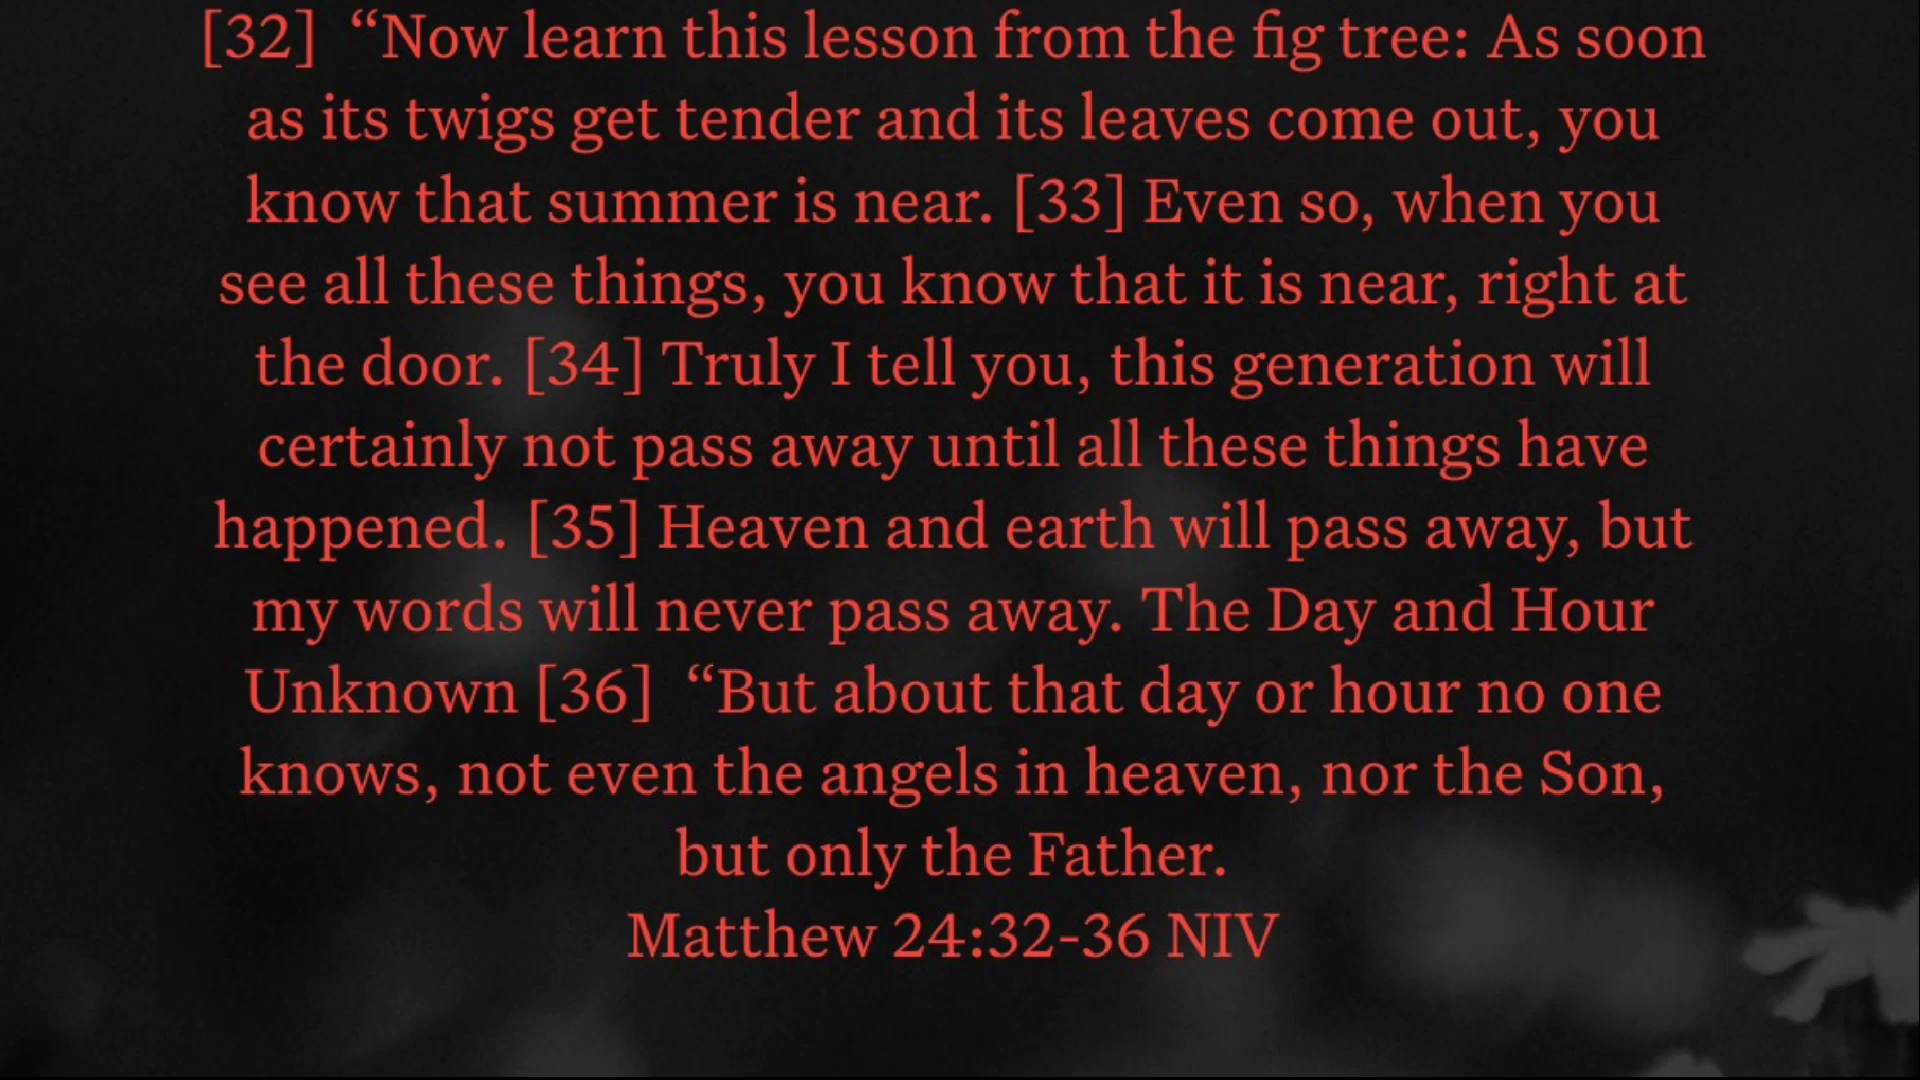 [32] “Now learn this lesson from the fig tree: As soon
as its twigs get tender and its leaves come out, you
know that summer is near. [33] Even so, when you
see all these things, you know that it is near, right at
the door. [34] Truly I tell you, this generation will
certainly not pass away until all these things have
happened. [35] Heaven and earth will pass away, but
my words will never pass away. The Day and Hour
Unknown [36] “But about that day or hour no one
knows, not even the angels in heaven, nor the Son,
but only the Father.
Matthew 24:32-36 NIV